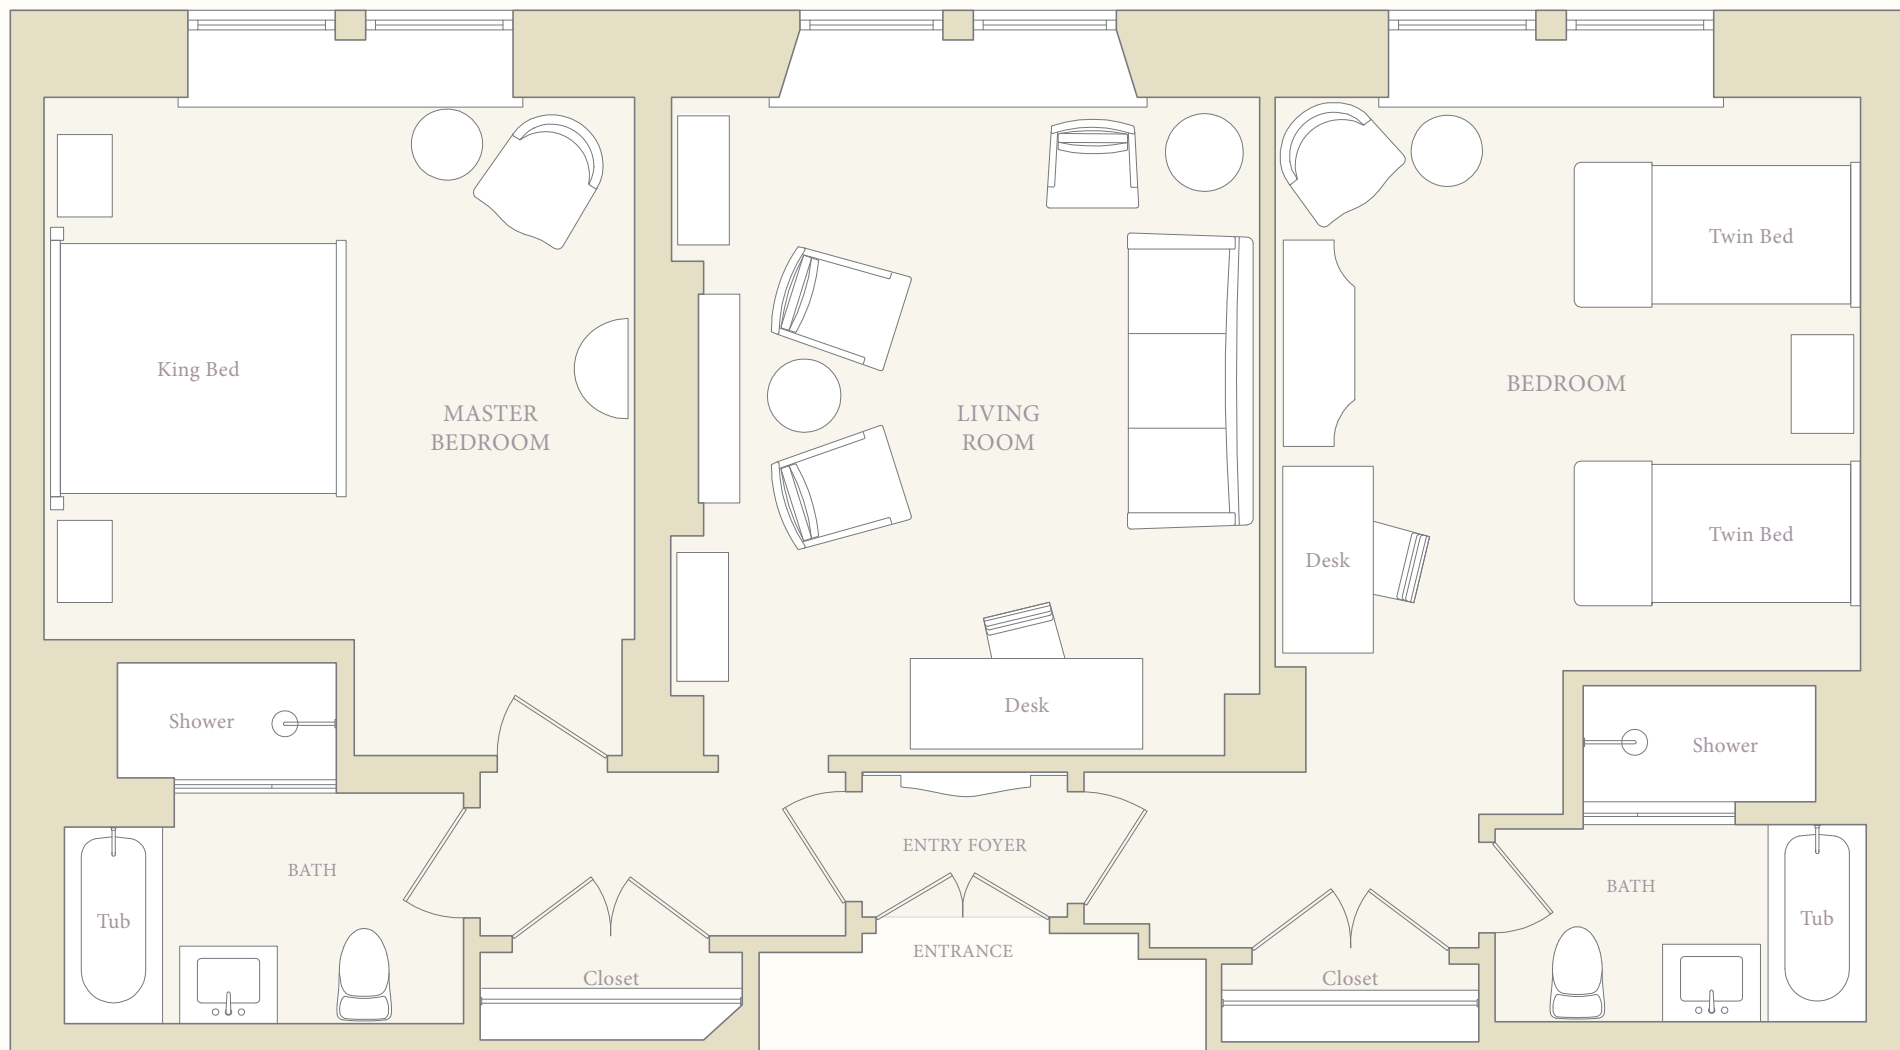 King Bed
MASTER
BEDROOM
LIVING
ROOM
BEDROOM
Twin Bed
Twin Bed
Desk
Desk
Shower
Shower
BATH
Tub
Closet
ENTRY FOYER
ENTRANCE
BATH
Tub
Closet